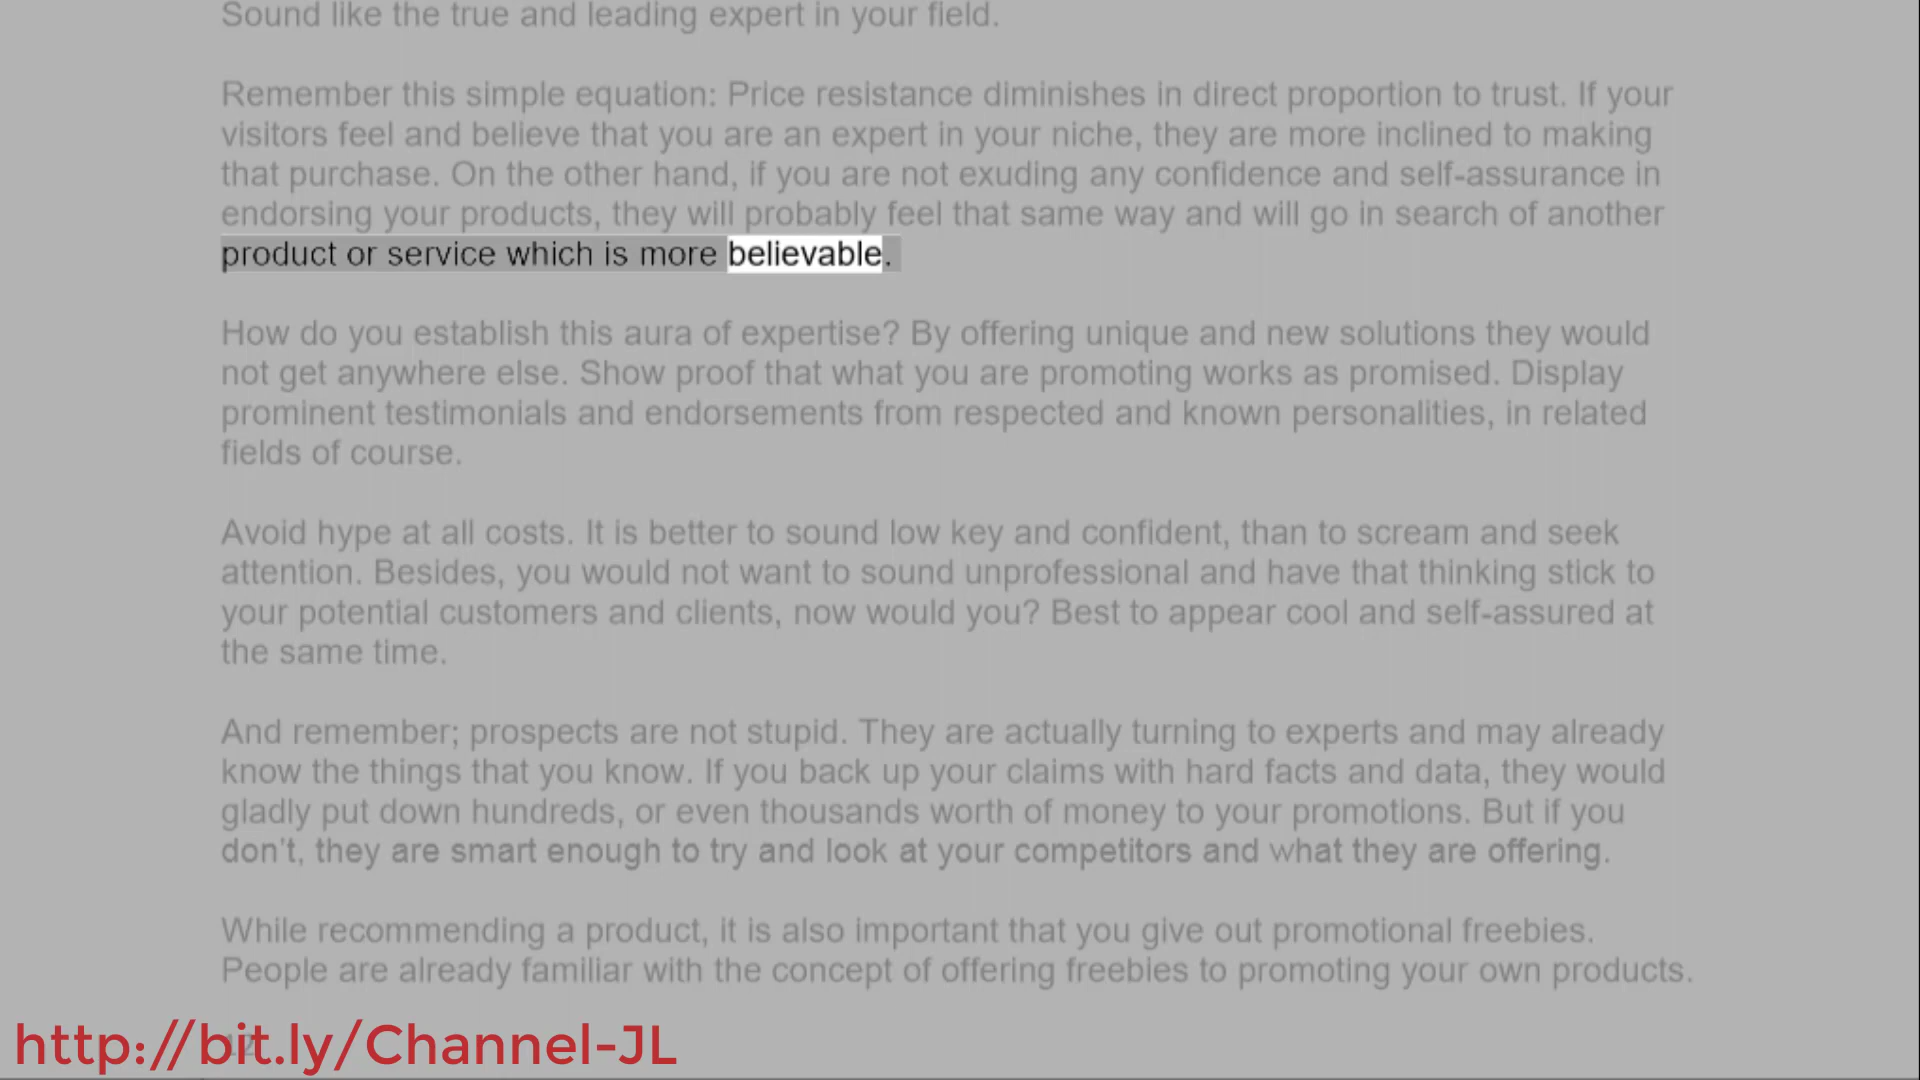 Sound like the true and leading expert in your field.
Remember this simple equation: Price resistance diminishes in direct proportion to trust. If your
visitors feel and believe that you are an expert in your niche, they are more inclined to making
that purchase. On the other hand, if you are not exuding any confidence and self-assurance in
endorsing your products, they will probably feel that same way and will go in search of another
product or service which is more believable.
How do you establish this aura of expertise? By offering unique and new solutions they would
not get anywhere else. Show proof that what you are promoting works as promised. Display
prominent testimonials and endorsements from respected and known personalities, in related
fields of course.
Avoid hype at all costs. It is better to sound low key and confident, than to scream and seek
attention. Besides, you would not want to sound unprofessional and have that thinking stick to
your potential customers and clients, now would you? Best to appear cool and self-assured at
the same time.
And remember; prospects are not stupid. They are actually turning to experts and may already
know the things that you know. If you back up your claims with hard facts and data, they would
gladly put down hundreds, or even thousands worth of money to your promotions. But if you
don't, they are smart enough to try and look at your competitors and what they are offering.
While recommending a product, it is also important that you give out promotional freebies.
People are already familiar with the concept of offering freebies to promoting your own products.
http://bit.ly/Channel-JL